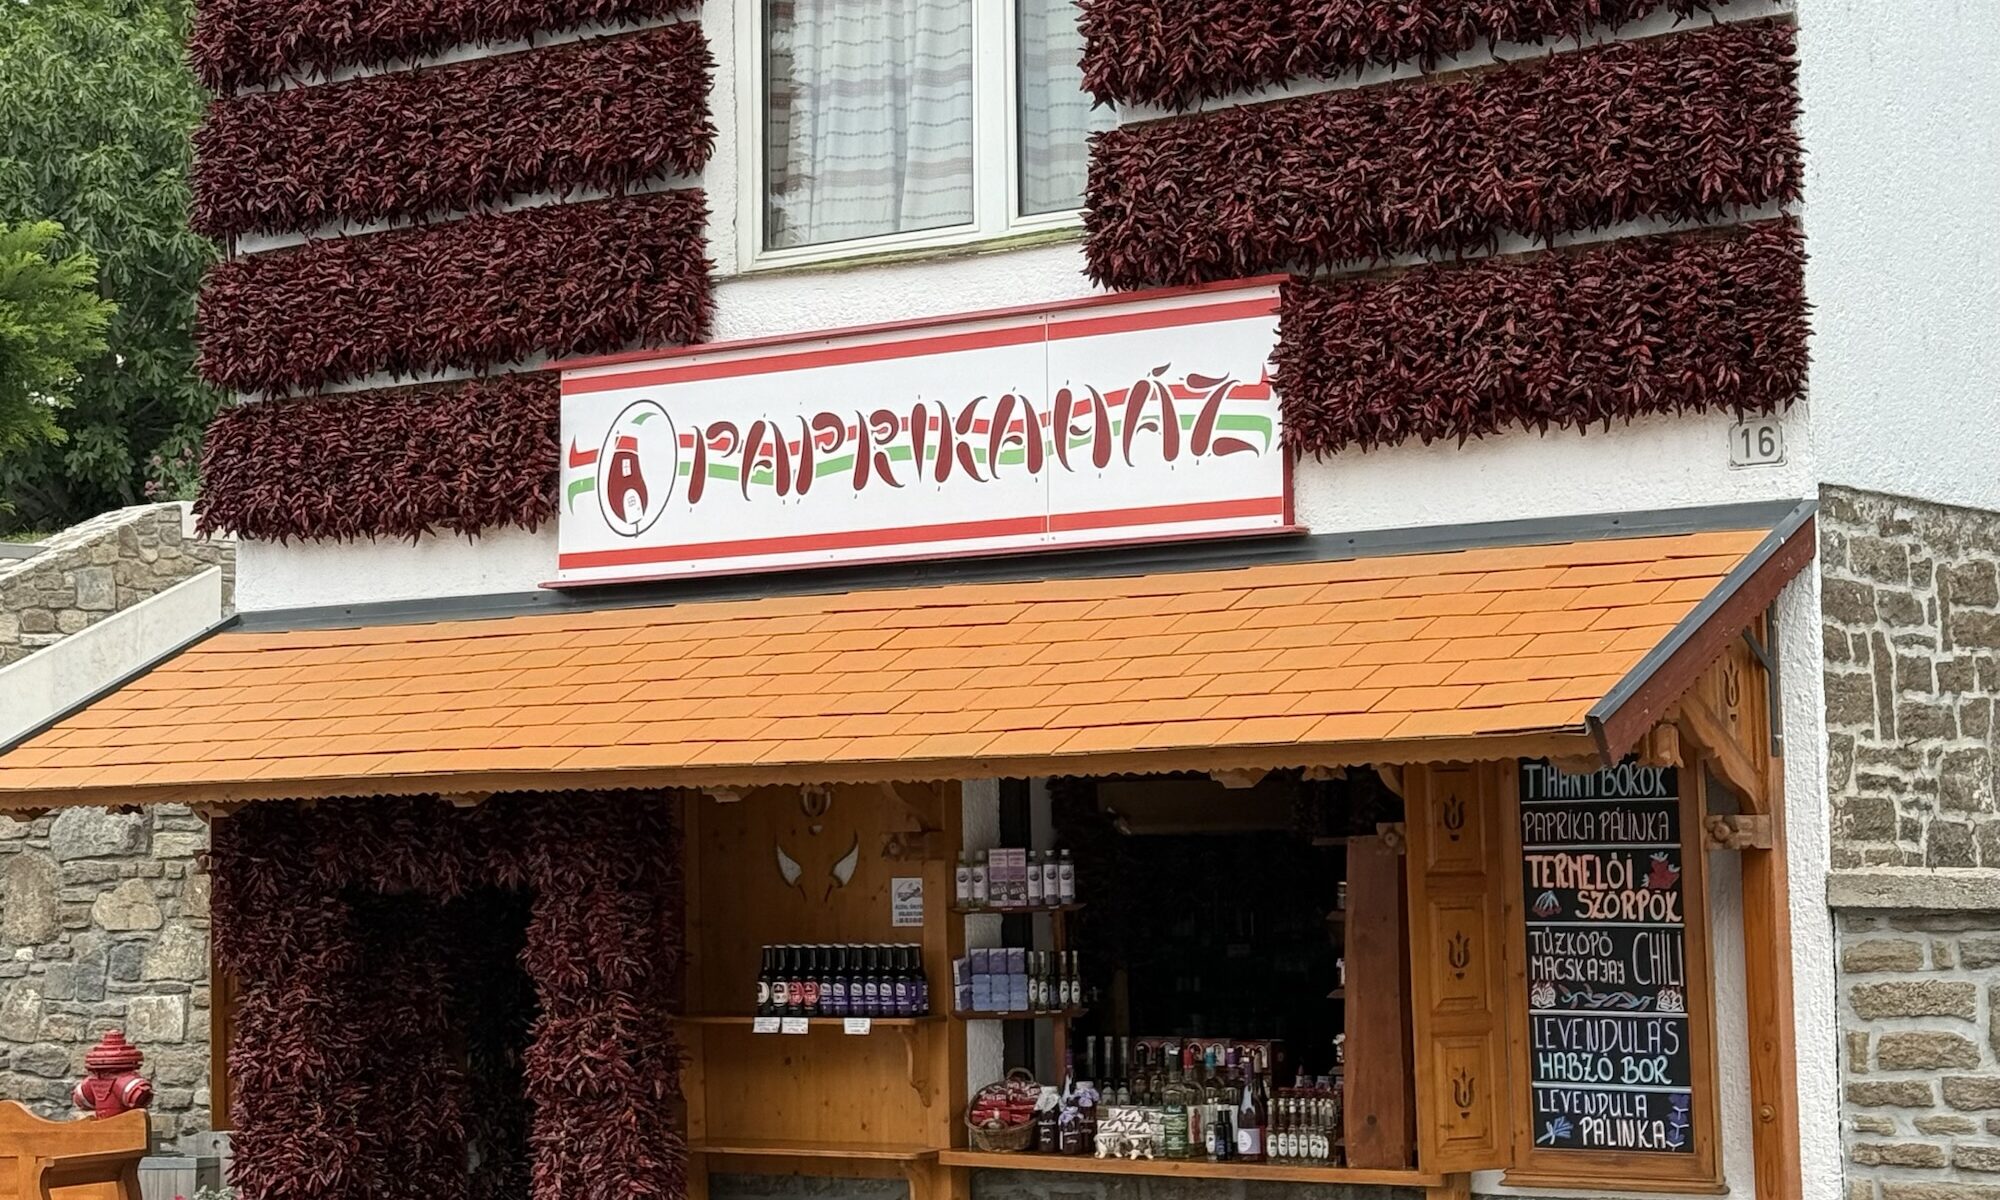 PAPRIKAHÁZ
16
TIHANYI BOROK
PAPRIKA PÁLINKA
TERMELŐI
SZÖRPÖK
TŰZKÖPŐ
MACSKAJAJ CHILI
LEVENDULÁS
HABZÓ BOR
LEVENDULA
PÁLINKA